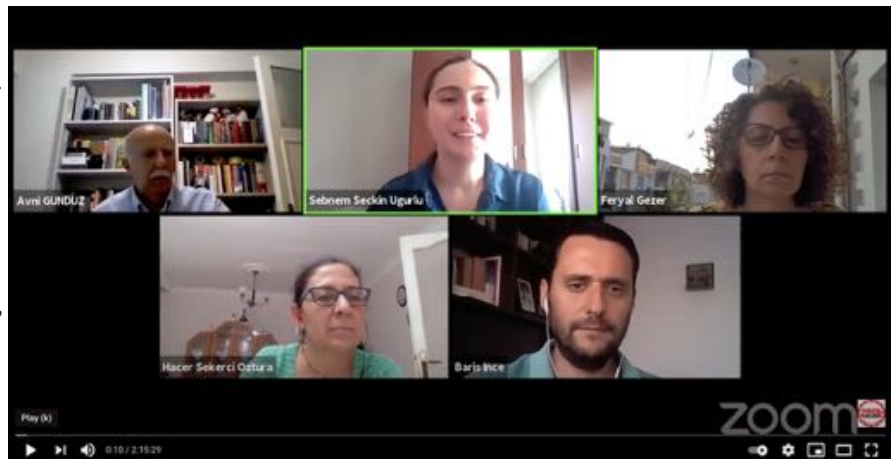 Avni GUNDUZ
Sebnem Seckin Ugurlu
Feryal Gezer
Hacer Sekerci Oztura
Baris Ince
zoom
Play (k)
0:10 / 2:15:29